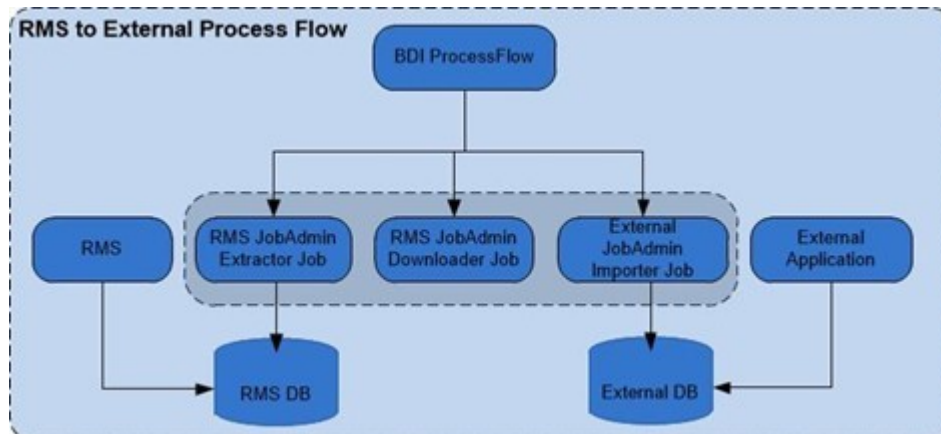 RMS to External Process Flow
BDI ProcessFlow
RMS
RMS JobAdmin
Extractor Job
RMS JobAdmin
Downloader Job
External
JobAdmin
Importer Job
External
Application
RMS DB
External DB